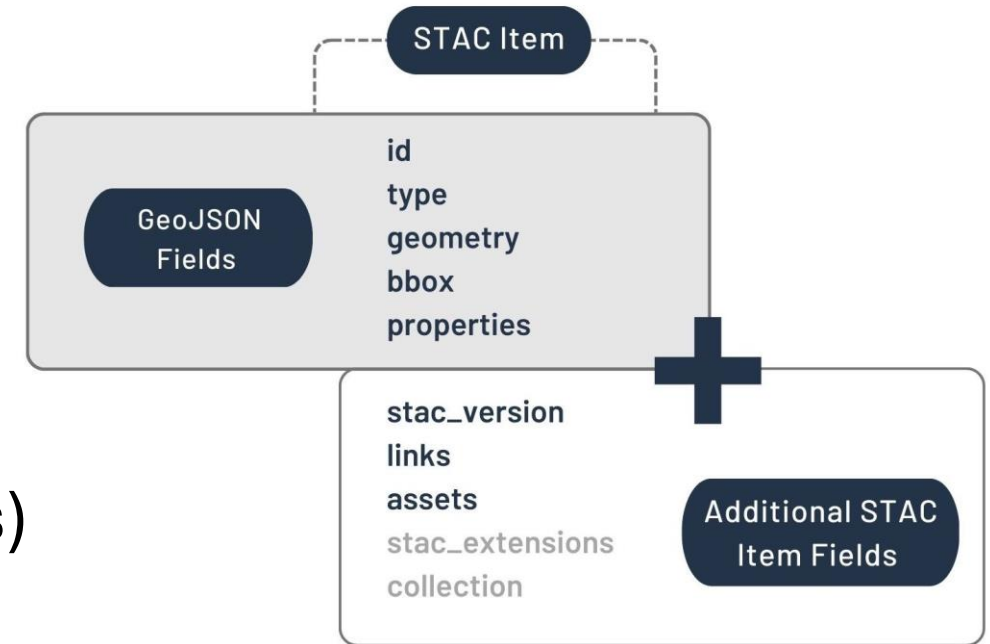 STAC Item
GeoJSON
Fields
id
type
geometry
bbox
properties
stac_version
links
assets
stac_extensions
collection
Additional STAC
Item Fields
s)